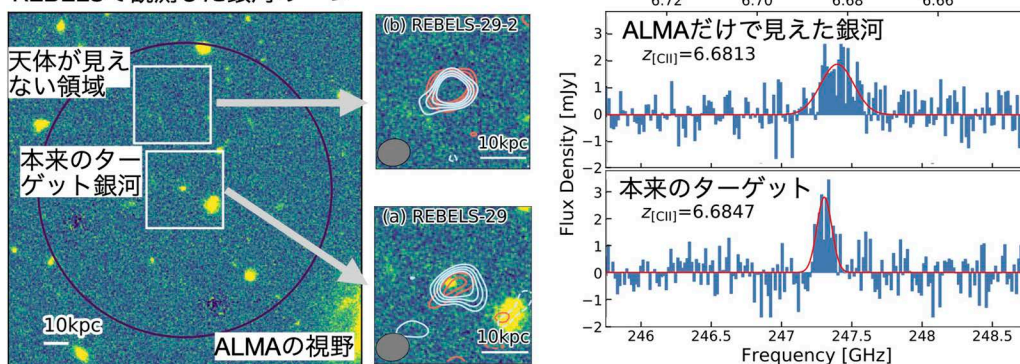 天体が見え
ない領域
本来のター
ゲット銀河
10kpc
ALMAの視野
(b) REBELS-29-2
10kpc
(a) REBELS-29
10kpc
6.72 6.70 6.68 6.66
ALMAだけで見えた銀河
z[CII]=6.6813
3
2
1
0
−1
−2
本来のターゲット
z[CII]=6.6847
3
2
1
0
−1
−2
Flux Density [mJy]
246 246.5 247 247.5 248 248.5
Frequency [GHz]